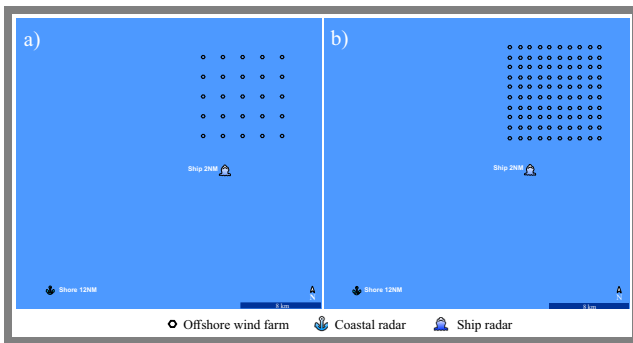 a)
b)
Ship 2NM
Ship 2NM
Shore 12NM
N
8 km
Shore 12NM
N
8 km
Offshore wind farm
Coastal radar
Ship radar